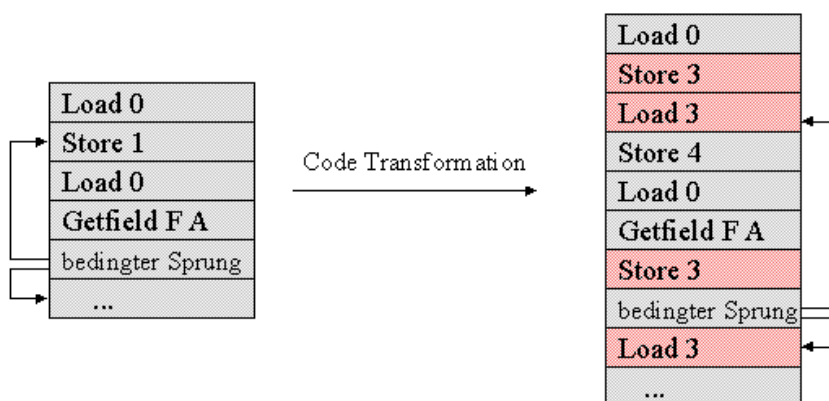 Load 0
Store 1
Load 0
Getfield F A
bedingter Sprung
...
Code Transformation
Load 0
Store 3
Load 3
Store 4
Load 0
Getfield F A
Store 3
bedingter Sprung
Load 3
...